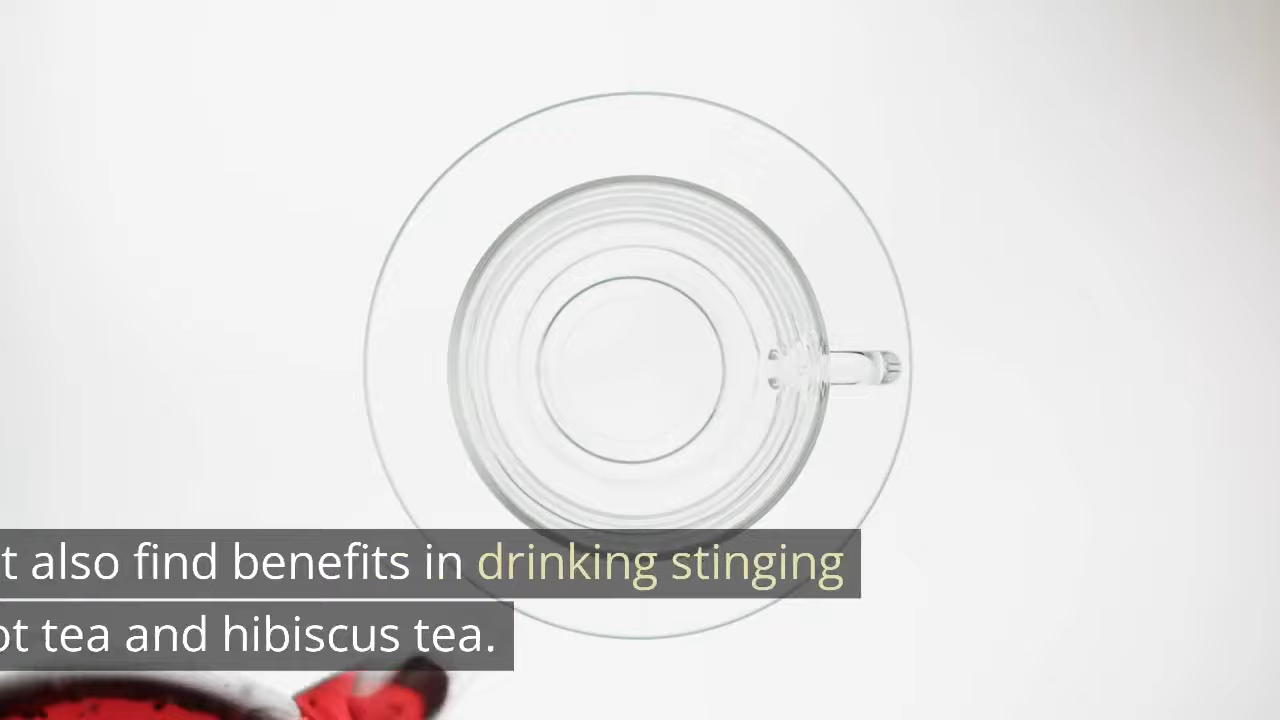 t also find benefits in drinking stinging
ot tea and hibiscus tea.